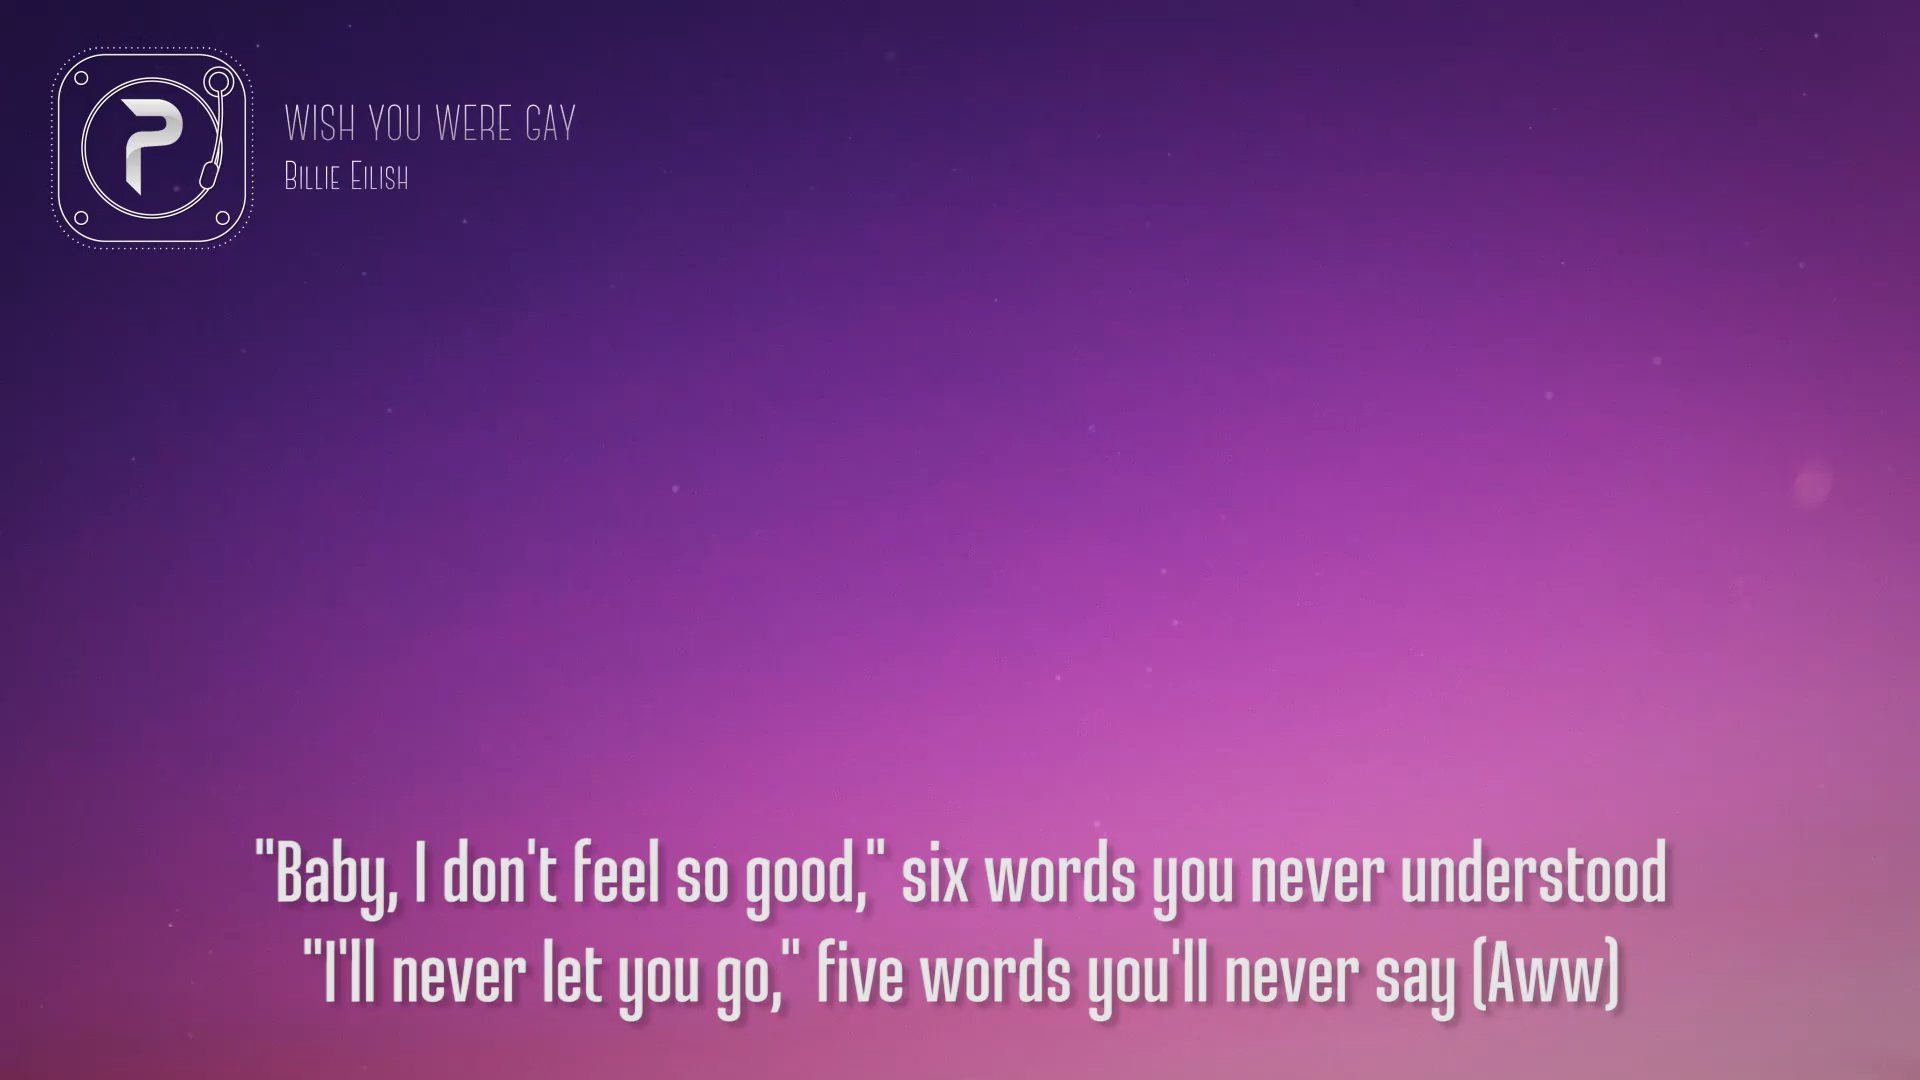 P
WISH YOU WERE GAY
Billie Eilish
"Baby, I don't feel so good," six words you never understood
"I'll never let you go," five words you'll never say (Aww)